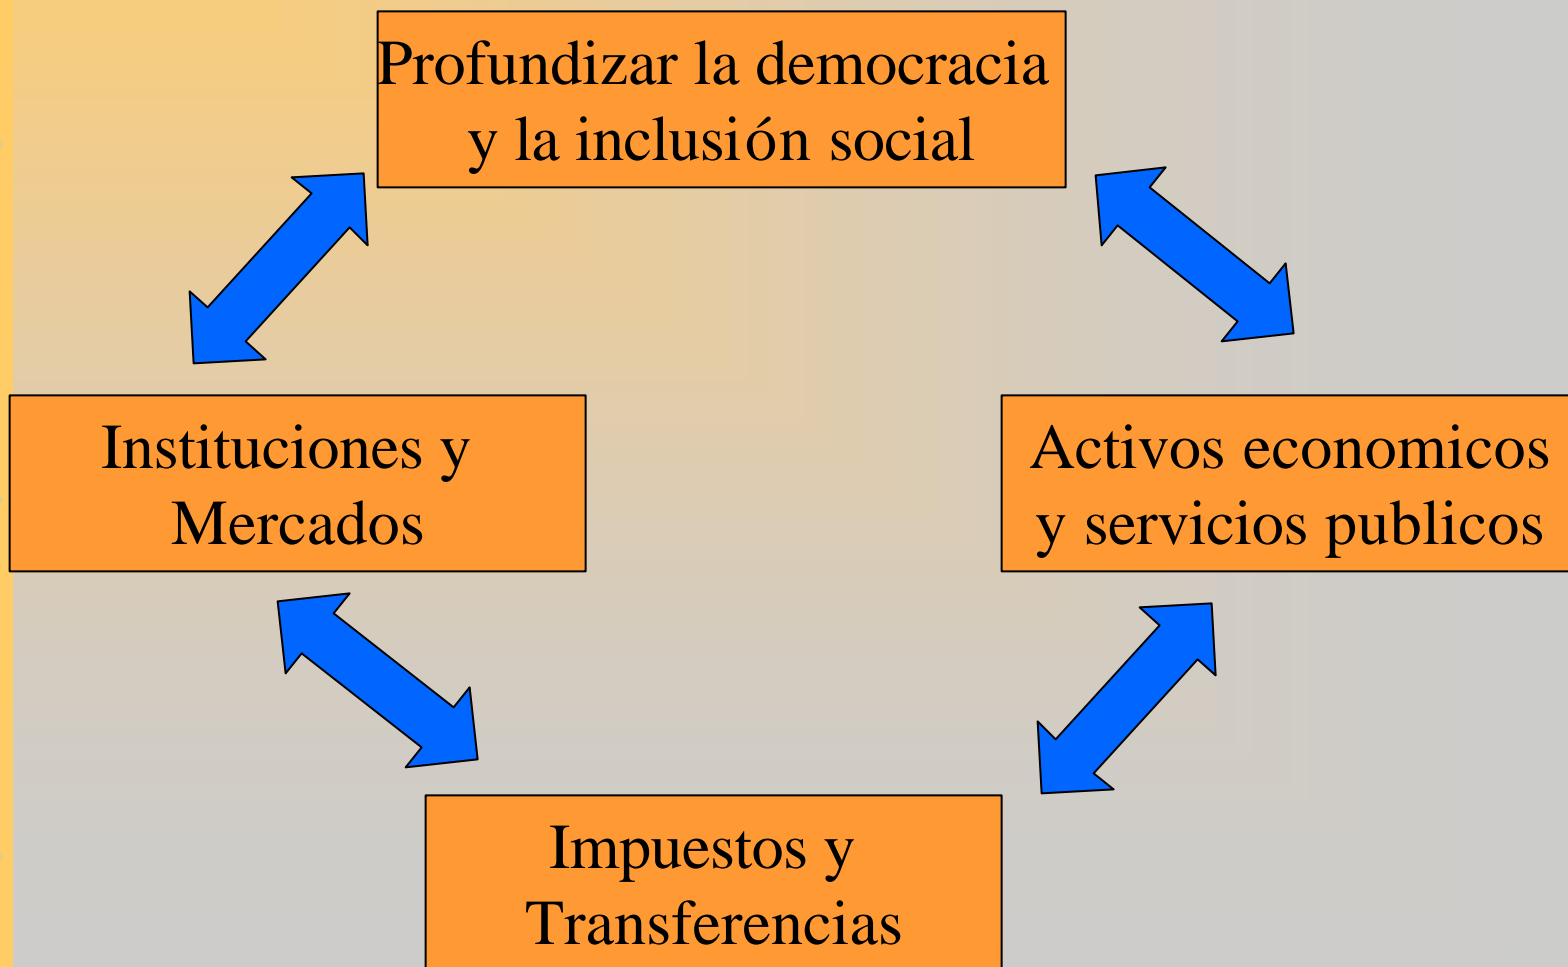 Profundizar la democracia
y la inclusión social
Instituciones y
Mercados
Activos economicos
y servicios publicos
Impuestos y
Transferencias